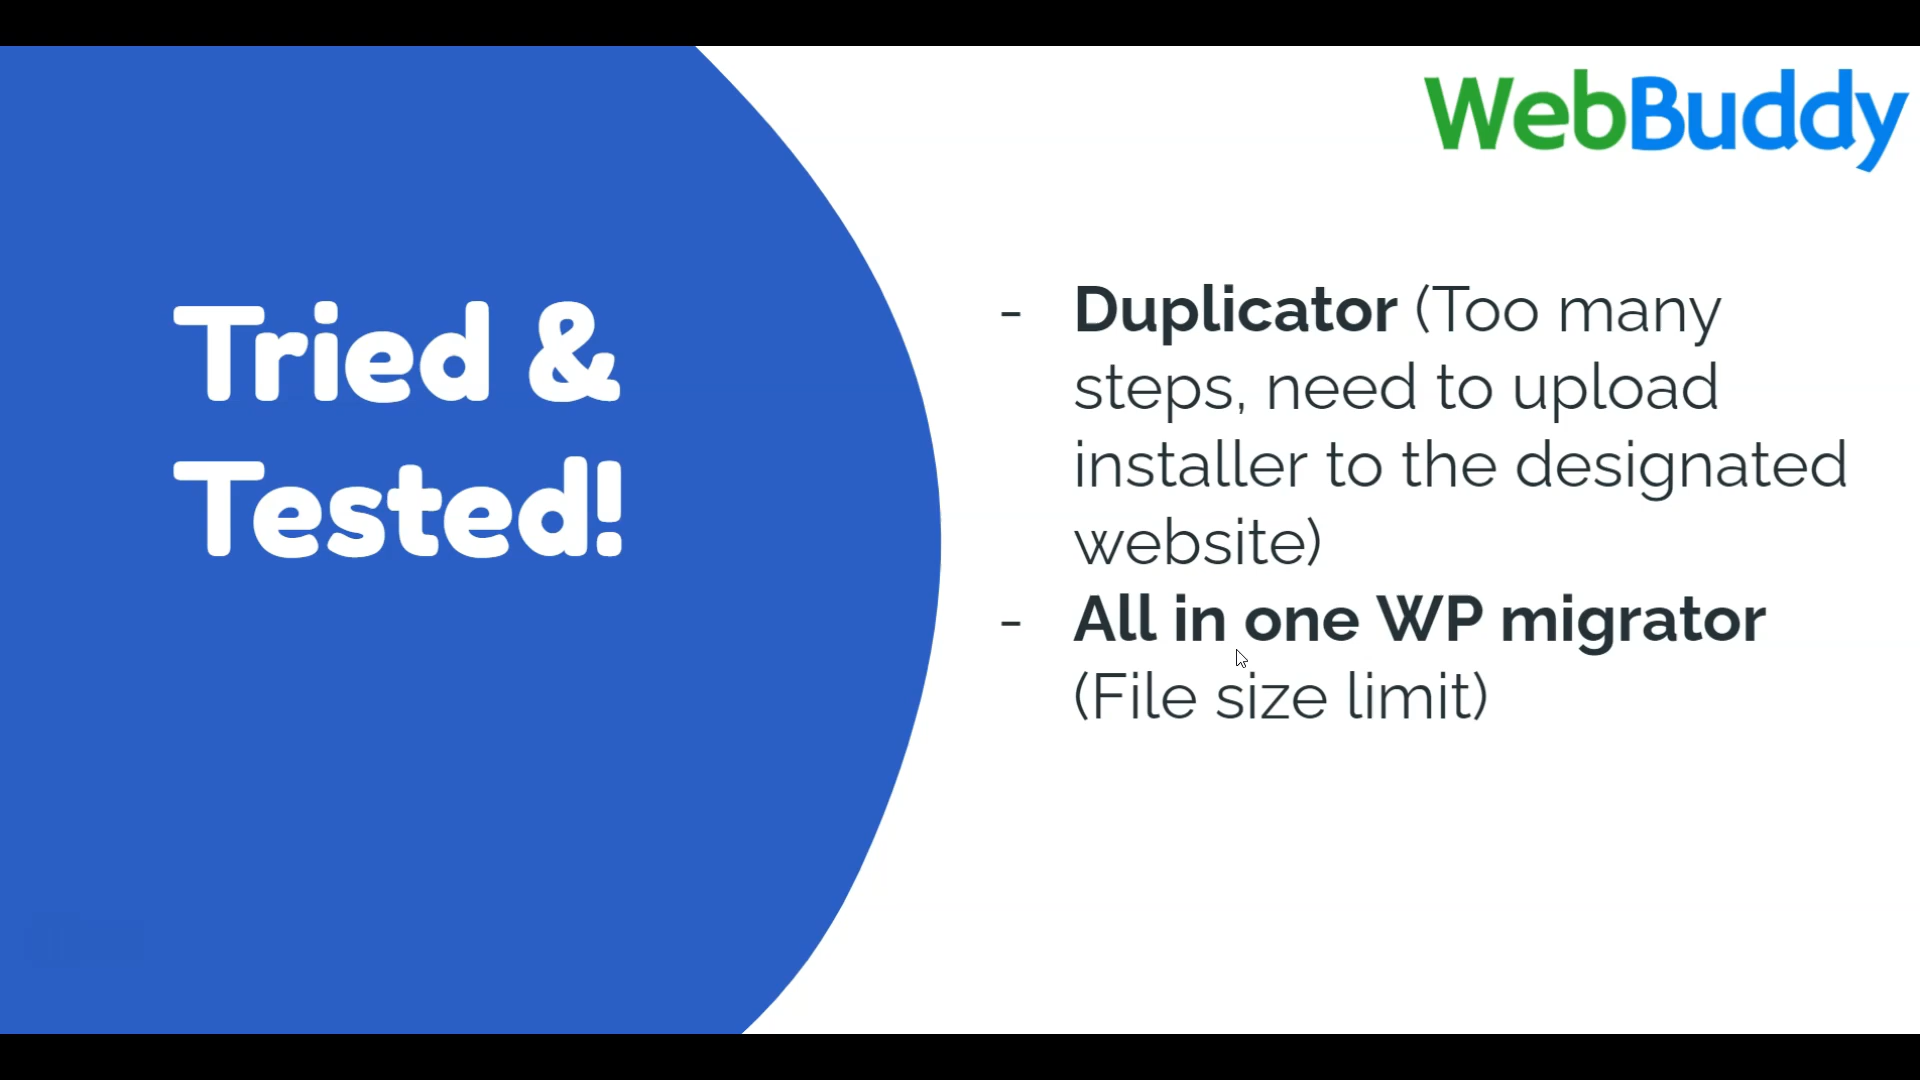 WebBuddy
Tried &
Tested!
- Duplicator (Too many
steps, need to upload
installer to the designated
website)
- All in one WP migrator
(File size limit)